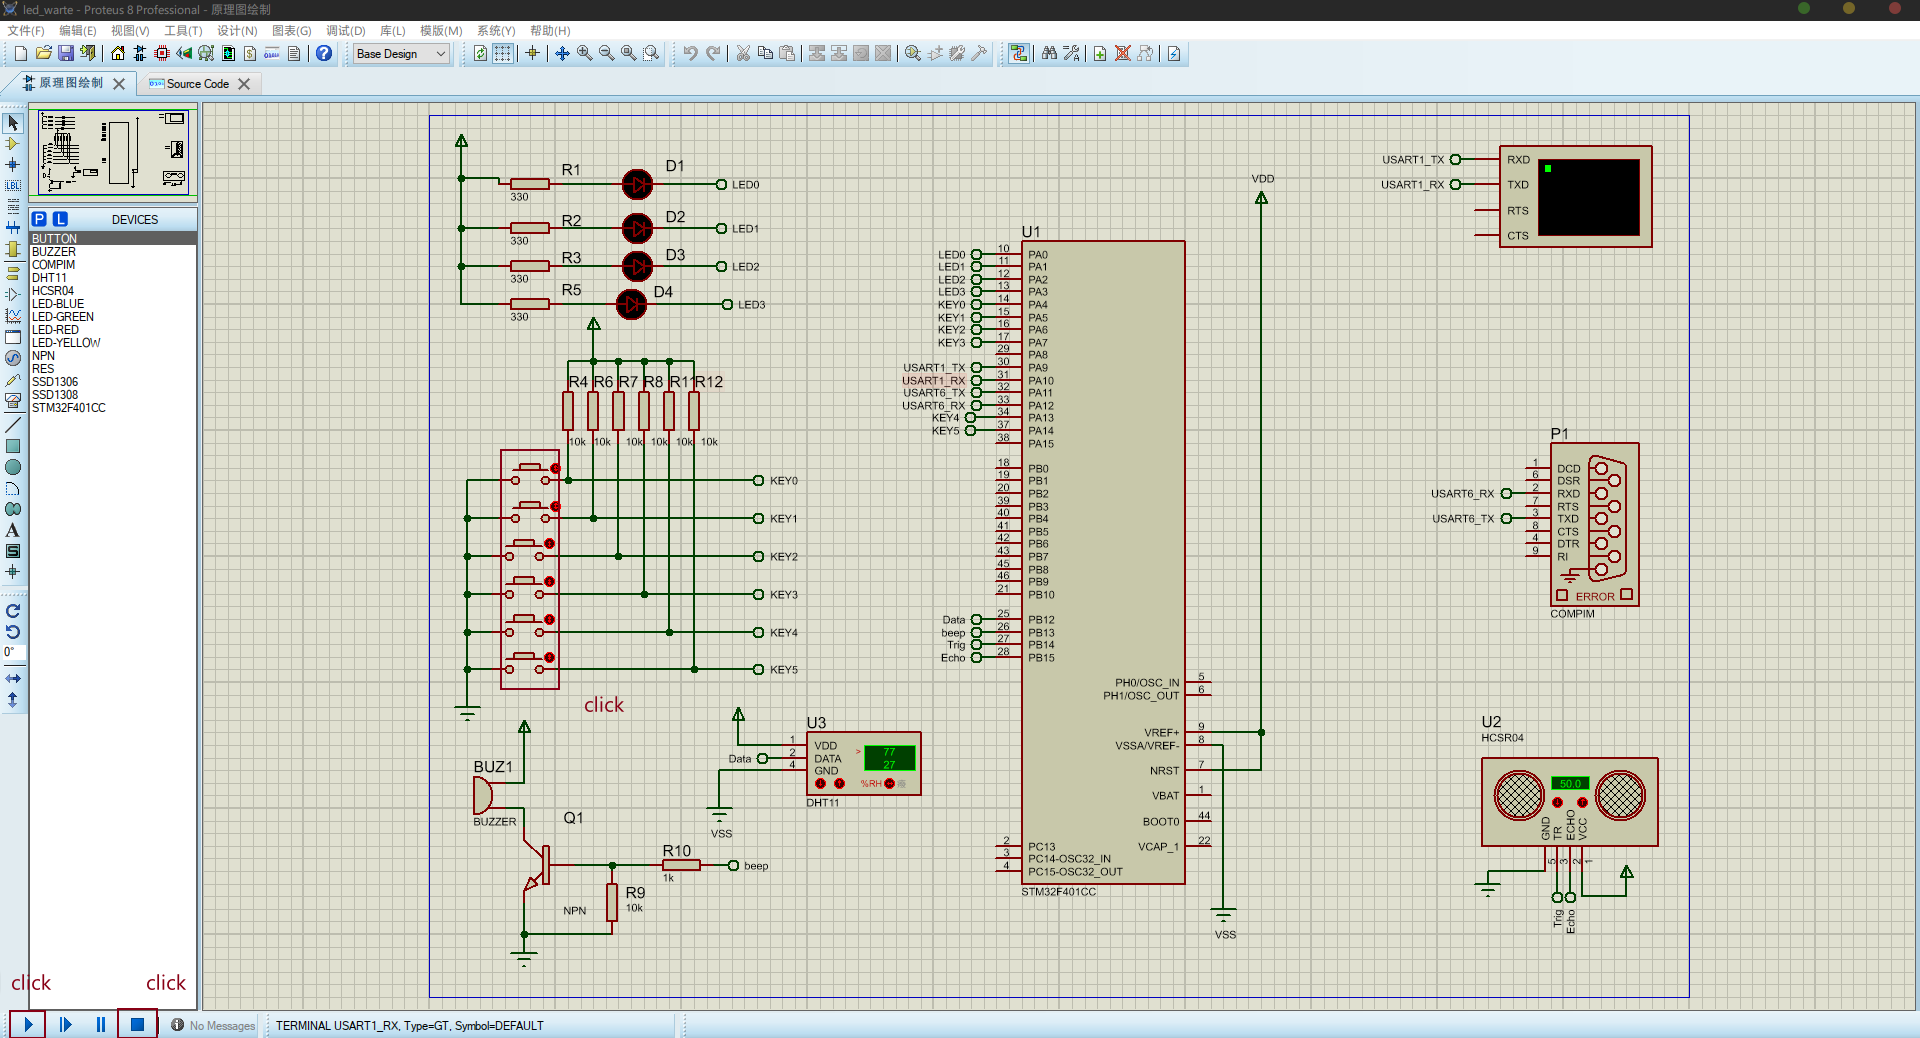 led_warte - Proteus 8 Professional - 原理图绘制
文件(F) 编辑(E) 视图(V) 工具(T) 设计(N) 图表(G) 调试(D) 库(L) 模版(M) 系统(Y) 帮助(H)
Base Design
原理图绘制 Source Code
P L DEVICES
BUTTON
BUZZER
COMPIM
DHT11
HCSR04
LED-BLUE
LED-GREEN
LED-RED
LED-YELLOW
NPN
RES
SSD1306
SSD1308
STM32F401CC
LBL
A
S
0°
R1
330
D1
LED0
R2
330
D2
LED1
R3
330
D3
LED2
R5
330
D4
LED3
R4 R6 R7 R8 R11 R12
10k 10k 10k 10k 10k 10k
KEY0
KEY1
KEY2
KEY3
KEY4
KEY5
click
BUZ1
BUZZER
Q1
NPN
R10
1k
beep
R9
10k
U3
1 VDD
Data 2 DATA
4 GND
> 77
27
%RH
DHT11
VSS
U1
LED0 10 PA0
LED1 11 PA1
LED2 12 PA2
LED3 13 PA3
KEY0 14 PA4
KEY1 15 PA5
KEY2 16 PA6
KEY3 17 PA7
29 PA8
USART1_TX 30 PA9
USART1_RX 31 PA10
USART6_TX 32 PA11
USART6_RX 33 PA12
KEY4 34 PA13
KEY5 37 PA14
38 PA15
18 PB0
19 PB1
20 PB2
39 PB3
40 PB4
41 PB5
42 PB6
43 PB7
45 PB8
46 PB9
21 PB10
Data 25 PB12
beep 26 PB13
Trig 27 PB14
Echo 28 PB15
PH0/OSC_IN 5
PH1/OSC_OUT 6
VREF+ 9
VSSA/VREF- 8
NRST 7
VBAT 1
BOOT0 44
2 PC13 VCAP_1 22
3 PC14-OSC32_IN
4 PC15-OSC32_OUT
STM32F401CC
VDD
VSS
USART1_TX RXD
USART1_RX TXD
RTS
CTS
P1
1 DCD
6 DSR
USART6_RX 2 RXD
7 RTS
USART6_TX 3 TXD
8 CTS
4 DTR
9 RI
ERROR
COMPIM
U2
HCSR04
50.0
GND
TR
ECHO
VCC
5 3 2 1
Trig
Echo
click click
No Messages TERMINAL USART1_RX, Type=GT, Symbol=DEFAULT